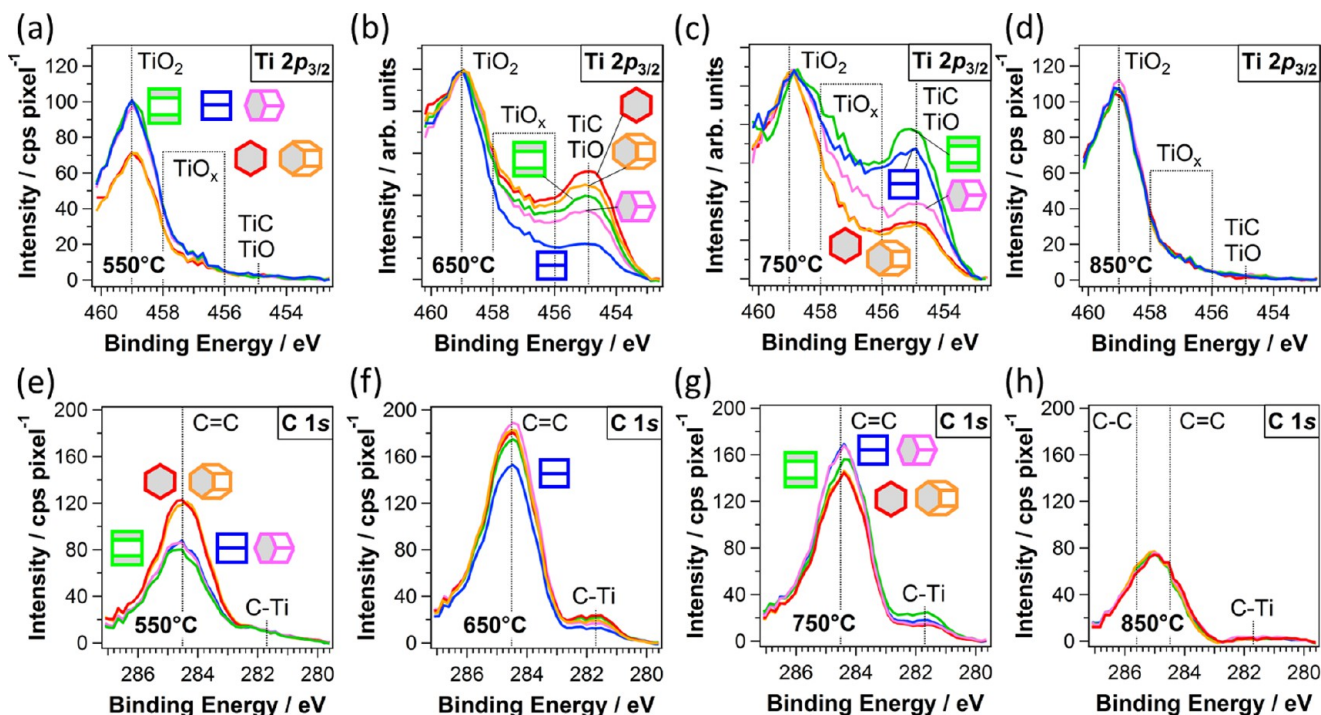 (a)
Intensity / cps pixel⁻¹
120
100
80
60
40
20
0
TiO₂
Ti 2p₃/₂
TiOₓ
TiC
TiO
550°C
460 458 456 454
Binding Energy / eV
(b)
Intensity / arb. units
TiO₂
Ti 2p₃/₂
TiOₓ
TiC
TiO
650°C
460 458 456 454
Binding Energy / eV
(c)
Intensity / arb. units
TiO₂
Ti 2p₃/₂
TiOₓ
TiC
TiO
750°C
460 458 456 454
Binding Energy / eV
(d)
Intensity / cps pixel⁻¹
120
100
80
60
40
20
0
TiO₂
Ti 2p₃/₂
TiOₓ
TiC
TiO
850°C
460 458 456 454
Binding Energy / eV
(e)
Intensity / cps pixel⁻¹
200
160
120
80
40
0
C=C
C 1s
C-Ti
550°C
286 284 282 280
Binding Energy / eV
(f)
Intensity / cps pixel⁻¹
200
160
120
80
40
0
C=C
C 1s
C-Ti
650°C
286 284 282 280
Binding Energy / eV
(g)
Intensity / cps pixel⁻¹
200
160
120
80
40
0
C=C
C 1s
C-Ti
750°C
286 284 282 280
Binding Energy / eV
(h)
Intensity / cps pixel⁻¹
200
160
120
80
40
0
C-C
C=C
C 1s
C-Ti
850°C
286 284 282 280
Binding Energy / eV